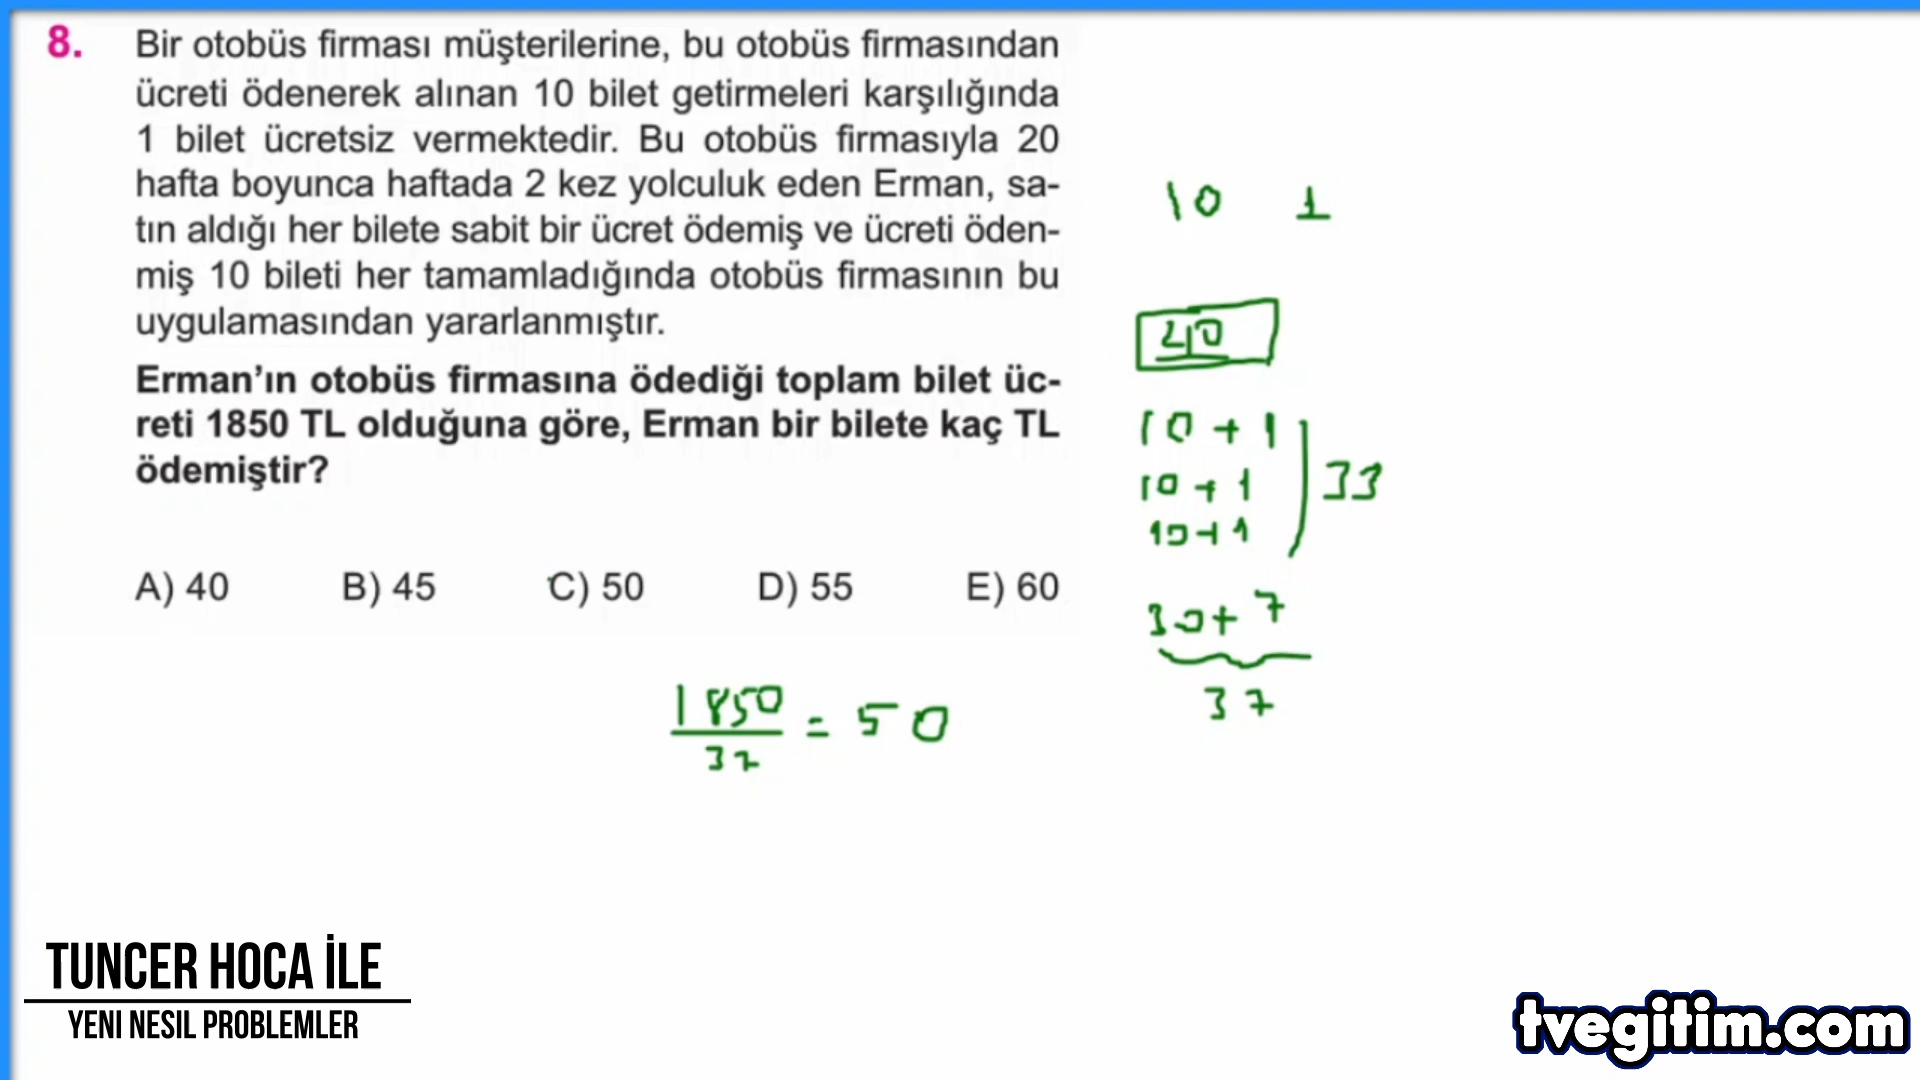 8. Bir otobüs firması müşterilerine, bu otobüs firmasından
ücreti ödenerek alınan 10 bilet getirmeleri karşılığında
1 bilet ücretsiz vermektedir. Bu otobüs firmasıyla 20
hafta boyunca haftada 2 kez yolculuk eden Erman, sa-
tın aldığı her bilete sabit bir ücret ödemiş ve ücreti öden-
miş 10 bileti her tamamladığında otobüs firmasının bu
uygulamasından yararlanmıştır.
Erman'ın otobüs firmasına ödediği toplam bilet üc-
reti 1850 TL olduğuna göre, Erman bir bilete kaç TL
ödemiştir?
A) 40 B) 45 C) 50 D) 55 E) 60
1850
37
= 50
10 1
40
10 + 1
10 + 1
10 + 1
33
30 + 7
37
TUNCER HOCA İLE
YENİ NESİL PROBLEMLER
tvegitim.com